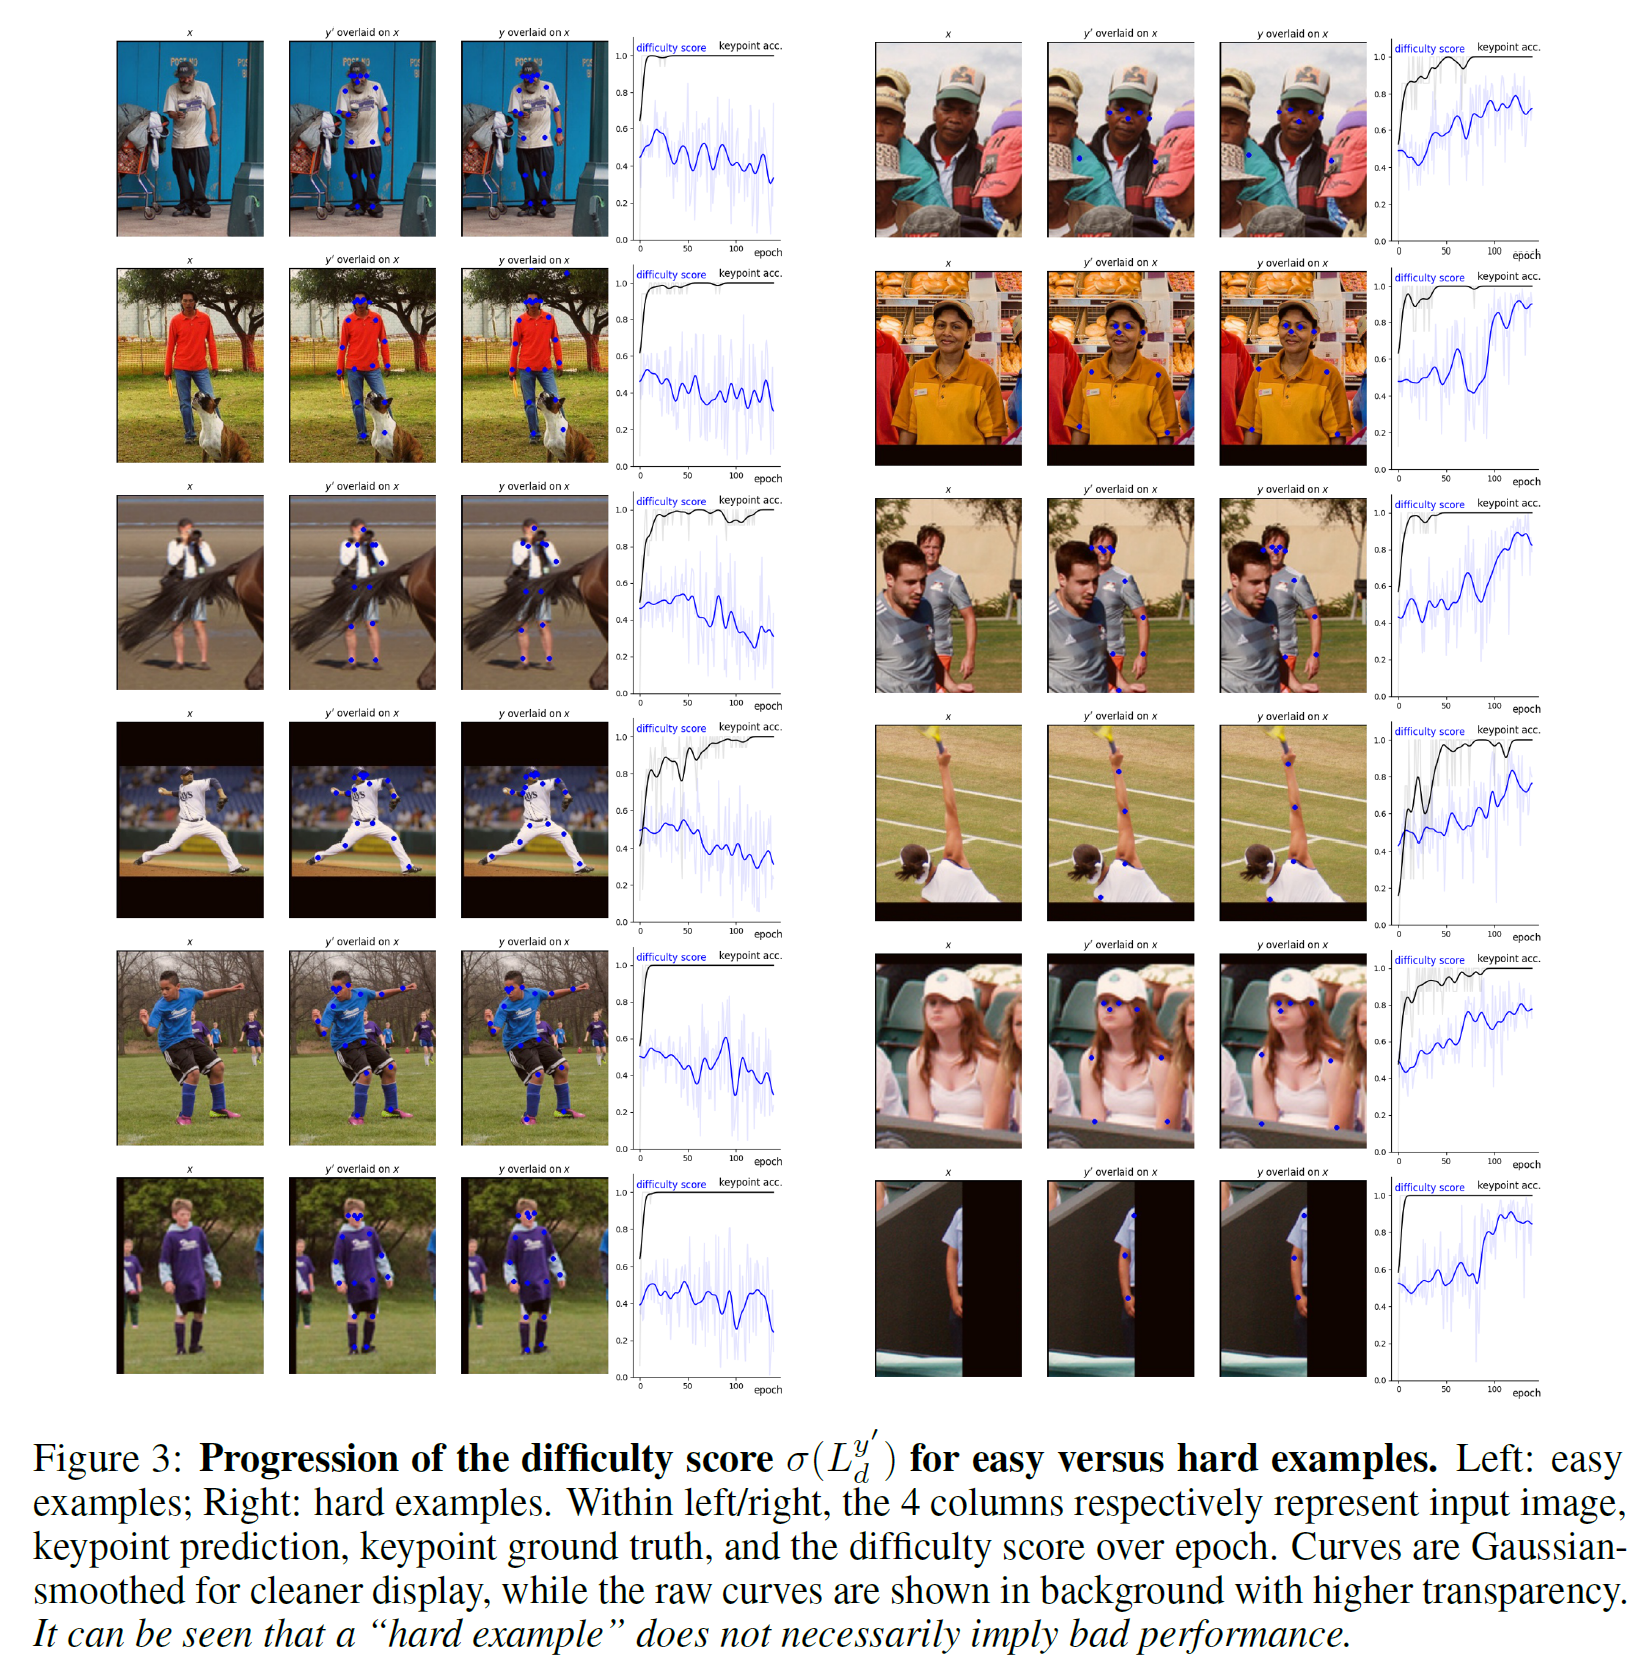 x
y′ overlaid on x
y overlaid on x
difficulty score
keypoint acc.
1.0
0.8
0.6
0.4
0.2
0.0
0
50
100
epoch
x
y′ overlaid on x
y overlaid on x
difficulty score
keypoint acc.
1.0
0.8
0.6
0.4
0.2
0.0
0
50
100
epoch
x
y′ overlaid on x
y overlaid on x
difficulty score
keypoint acc.
1.0
0.8
0.6
0.4
0.2
0.0
0
50
100
epoch
x
y′ overlaid on x
y overlaid on x
difficulty score
keypoint acc.
1.0
0.8
0.6
0.4
0.2
0.0
0
50
100
epoch
x
y′ overlaid on x
y overlaid on x
difficulty score
keypoint acc.
1.0
0.8
0.6
0.4
0.2
0.0
0
50
100
epoch
x
y′ overlaid on x
y overlaid on x
difficulty score
keypoint acc.
1.0
0.8
0.6
0.4
0.2
0.0
0
50
100
epoch
x
y′ overlaid on x
y overlaid on x
difficulty score
keypoint acc.
1.0
0.8
0.6
0.4
0.2
0.0
0
50
100
epoch
x
y′ overlaid on x
y overlaid on x
difficulty score
keypoint acc.
1.0
0.8
0.6
0.4
0.2
0.0
0
50
100
epoch
x
y′ overlaid on x
y overlaid on x
difficulty score
keypoint acc.
1.0
0.8
0.6
0.4
0.2
0.0
0
50
100
epoch
x
y′ overlaid on x
y overlaid on x
difficulty score
keypoint acc.
1.0
0.8
0.6
0.4
0.2
0.0
0
50
100
epoch
x
y′ overlaid on x
y overlaid on x
difficulty score
keypoint acc.
1.0
0.8
0.6
0.4
0.2
0.0
0
50
100
epoch
x
y′ overlaid on x
y overlaid on x
difficulty score
keypoint acc.
1.0
0.8
0.6
0.4
0.2
0.0
0
50
100
epoch
Figure 3: Progression of the difficulty score σ(L_d^{y′}) for easy versus hard examples. Left: easy
examples; Right: hard examples. Within left/right, the 4 columns respectively represent input image,
keypoint prediction, keypoint ground truth, and the difficulty score over epoch. Curves are Gaussian-
smoothed for cleaner display, while the raw curves are shown in background with higher transparency.
It can be seen that a “hard example” does not necessarily imply bad performance.